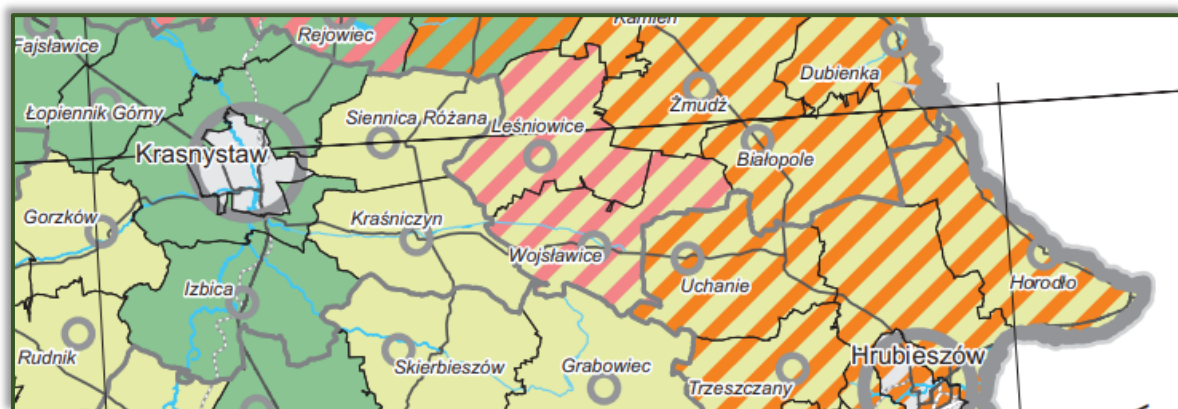 Kamień
Fajsławice
Rejowiec
Dubienka
Łopiennik Górny
Siennica Różana
Leśniowice
Żmudź
Krasnystaw
Białopole
Gorzków
Kraśniczyn
Wojsławice
Uchanie
Horodło
Izbica
Rudnik
Skierbieszów
Grabowiec
Hrubieszów
Trzeszczany